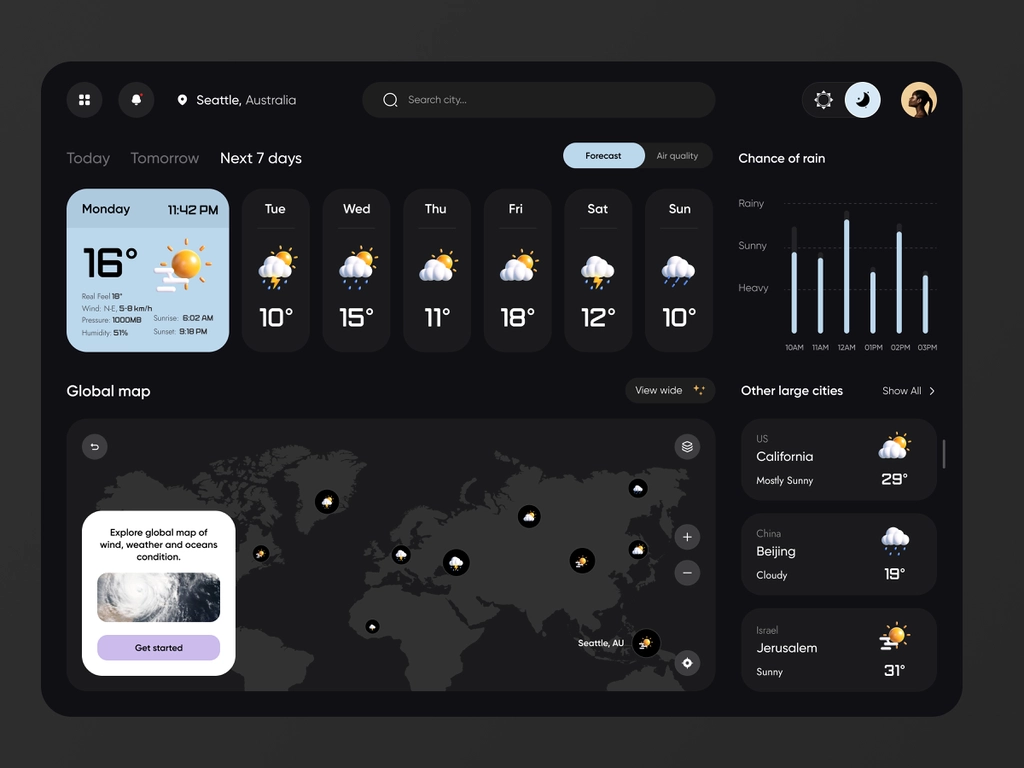 Seattle, Australia
Search city...
Today Tomorrow Next 7 days
Forecast Air quality
Monday 11:42 PM
16°
Real Feel 18°
Wind: N-E, 5-8 km/h
Pressure: 1000MB
Humidity: 51%
Sunrise: 6:02 AM
Sunset: 9:18 PM
Tue
10°
Wed
15°
Thu
11°
Fri
18°
Sat
12°
Sun
10°
Chance of rain
Rainy
Sunny
Heavy
10AM 11AM 12AM 01PM 02PM 03PM
Global map
View wide
Explore global map of
wind, weather and oceans
condition.
Get started
Seattle, AU
Other large cities Show All
US
California
Mostly Sunny
29°
China
Beijing
Cloudy
19°
Israel
Jerusalem
Sunny
31°